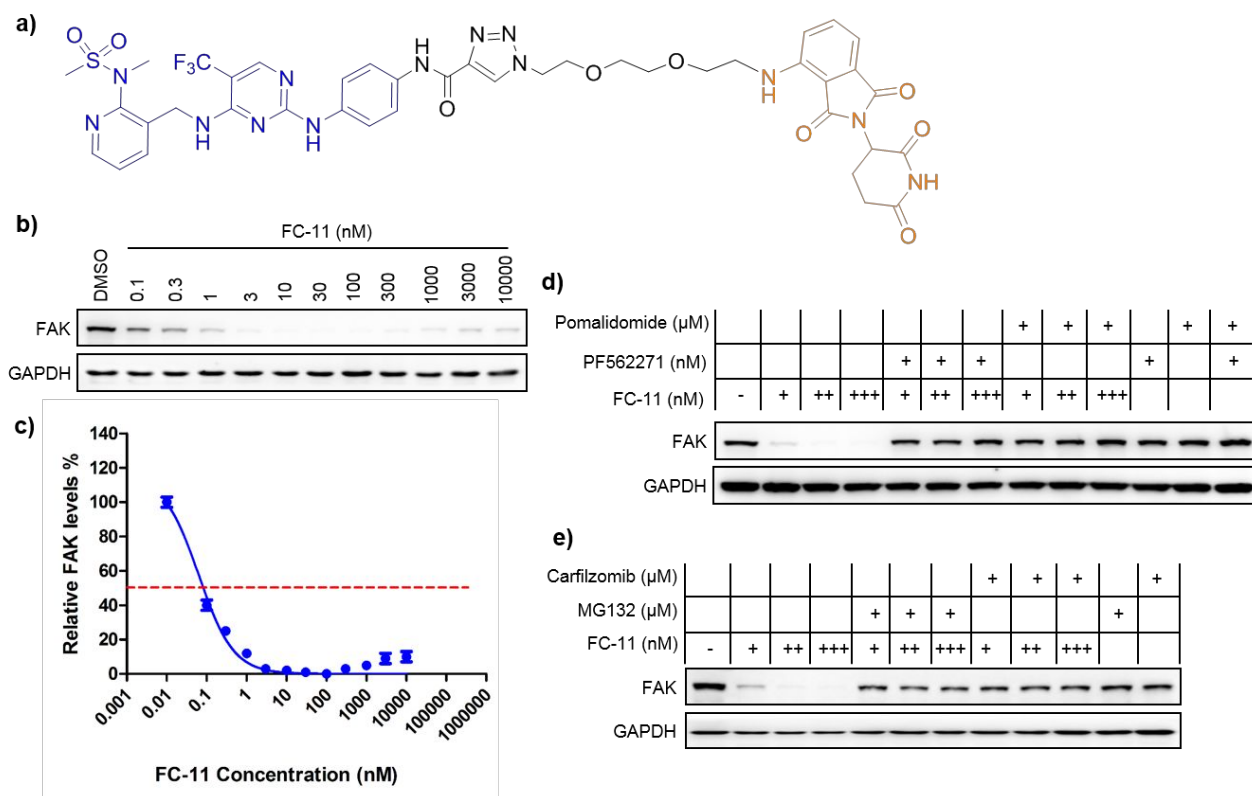 a)
O O
S
N
F₃C
N
N
N
N
H
N
H
H
N
O
N=N
N
O
O
N
H
O
O
N
O
NH
O
b)
FC-11 (nM)
DMSO 0.1 0.3 1 3 10 30 100 300 1000 3000 10000
FAK
GAPDH
c)
Relative FAK levels %
140
120
100
80
60
40
20
0
0.001 0.01 0.1 1 10 100 1000 10000 100000 1000000
FC-11 Concentration (nM)
d)
Pomalidomide (µM) + + + + +
PF562271 (nM) + + + + +
FC-11 (nM) - + ++ +++ + ++ +++ + ++ +++
FAK
GAPDH
e)
Carfilzomib (µM) + + + +
MG132 (µM) + + + +
FC-11 (nM) - + ++ +++ + ++ +++ + ++ +++
FAK
GAPDH